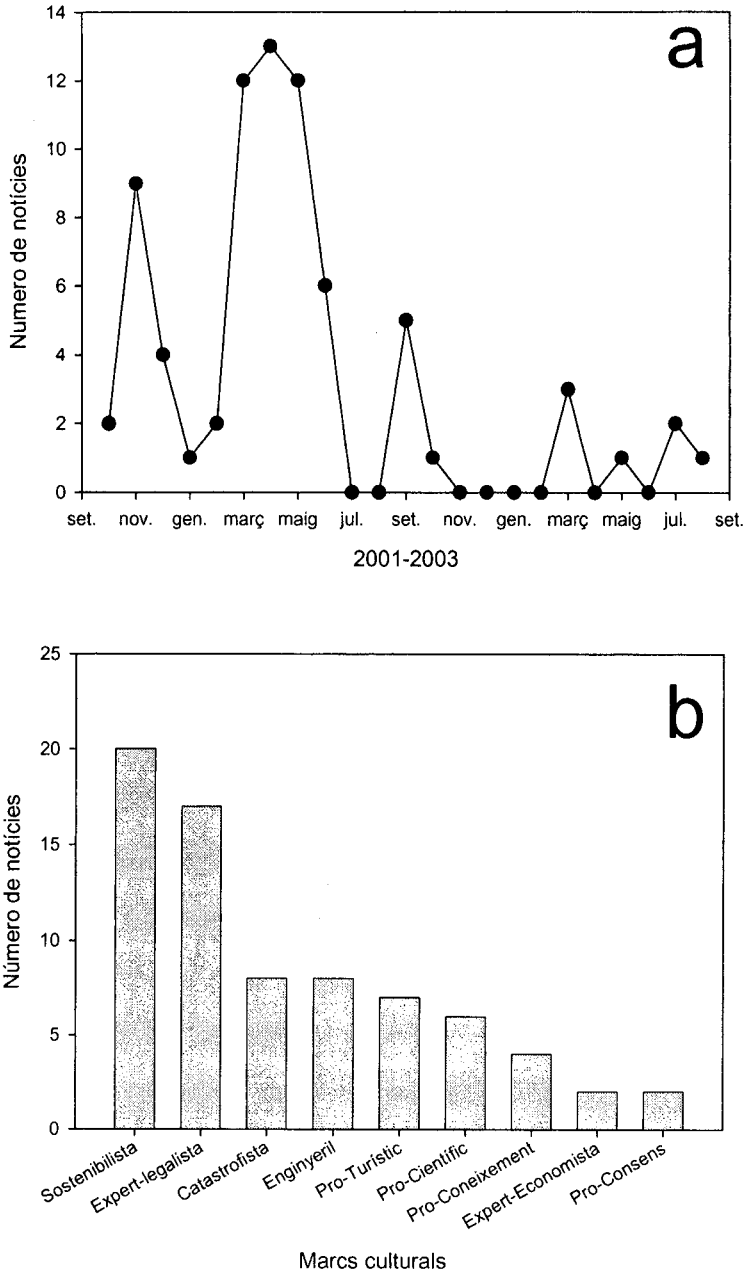 14
a
12
10
8
6
4
2
0
Numero de notícies
set. nov. gen. març maig jul. set. nov. gen. març maig jul. set.
2001-2003
25
b
20
15
10
5
0
Número de notícies
Sostenibilista
Expert-legalista
Catastrofista
Enginyeril
Pro-Turístic
Pro-Científic
Pro-Coneixement
Expert-Economista
Pro-Consens
Marcs culturals